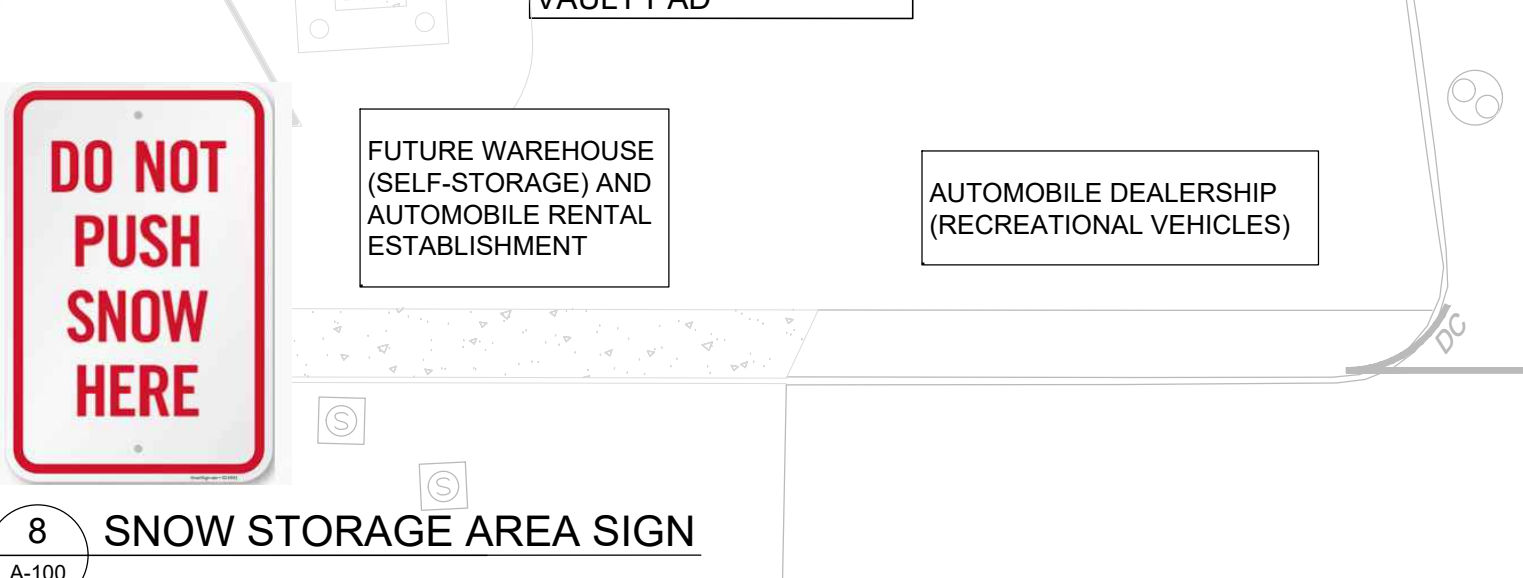 VAULT PAD
DO NOT
PUSH
SNOW
HERE
FUTURE WAREHOUSE
(SELF-STORAGE) AND
AUTOMOBILE RENTAL
ESTABLISHMENT
AUTOMOBILE DEALERSHIP
(RECREATIONAL VEHICLES)
DC
S
S
8 SNOW STORAGE AREA SIGN
A-100